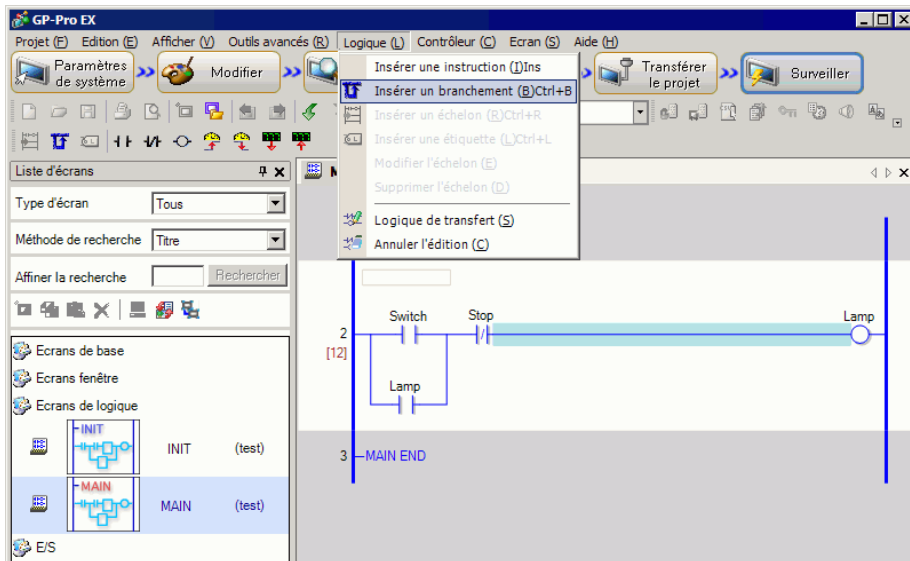 GP-Pro EX
Projet (F) Edition (E) Afficher (V) Outils avancés (R) Logique (L) Contrôleur (C) Ecran (S) Aide (H)
Paramètres de système
Modifier
Transférer le projet
Surveiller
Insérer une instruction (I)Ins
Insérer un branchement (B)Ctrl+B
Insérer un échelon (R)Ctrl+R
Insérer une étiquette (L)Ctrl+L
Modifier l'échelon (E)
Supprimer l'échelon (D)
Logique de transfert (S)
Annuler l'édition (C)
Liste d'écrans
Type d'écran Tous
Méthode de recherche Titre
Affiner la recherche Rechercher
Ecrans de base
Ecrans fenêtre
Ecrans de logique
INIT
INIT (test)
MAIN
MAIN (test)
E/S
Switch Stop Lamp
2
[12]
Lamp
3 MAIN END